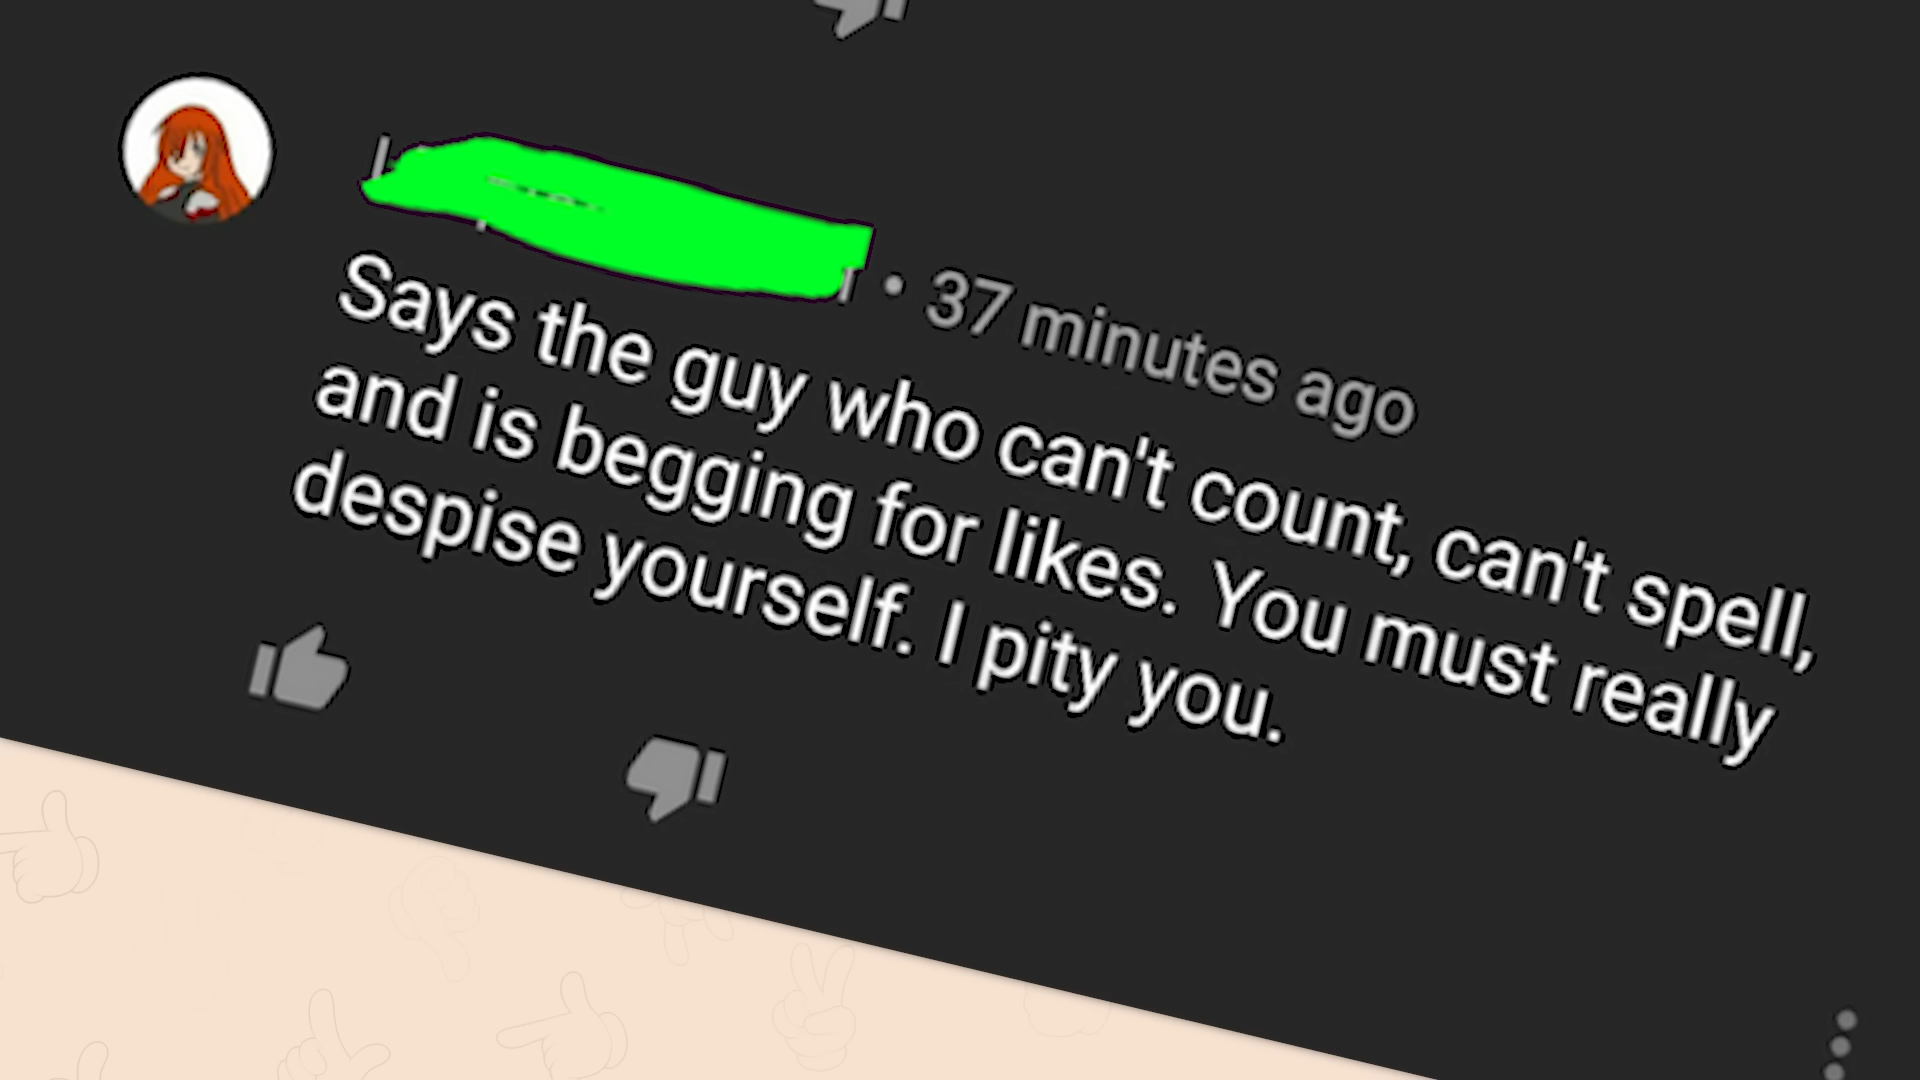 • 37 minutes ago
Says the guy who can't count, can't spell,
and is begging for likes. You must really
despise yourself. I pity you.